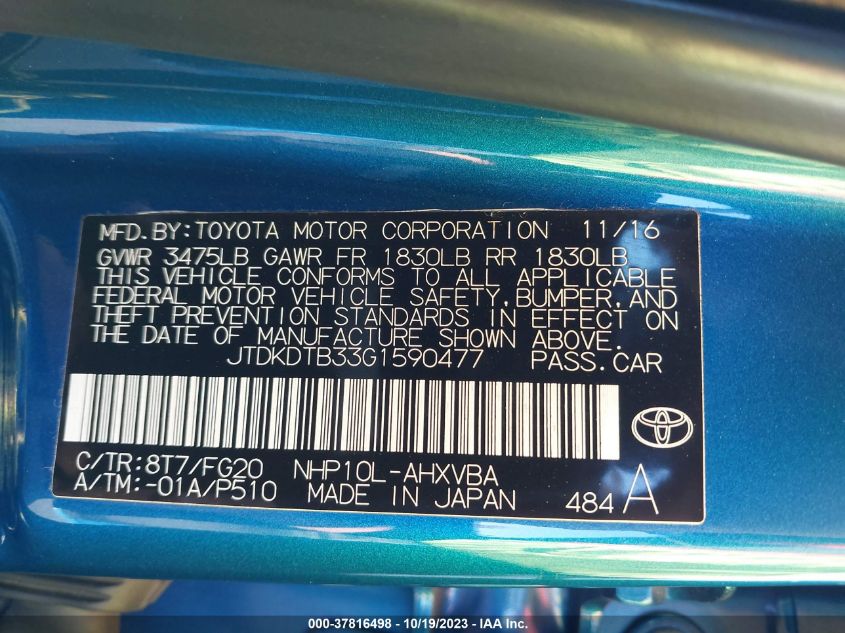 MFD.BY:TOYOTA MOTOR CORPORATION 11/16
GVWR 3475LB GAWR FR 1830LB RR 1830LB
THIS VEHICLE CONFORMS TO ALL APPLICABLE
FEDERAL MOTOR VEHICLE SAFETY,BUMPER,AND
THEFT PREVENTION STANDARDS IN EFFECT ON
THE DATE OF MANUFACTURE SHOWN ABOVE.
JTDKDTB33G1590477 PASS.CAR
C/TR:8T7/FG20 NHP10L-AHXVBA
A/TM:-01A/P510 MADE IN JAPAN 484 A
000-37816498 - 10/19/2023 - © IAA Inc.